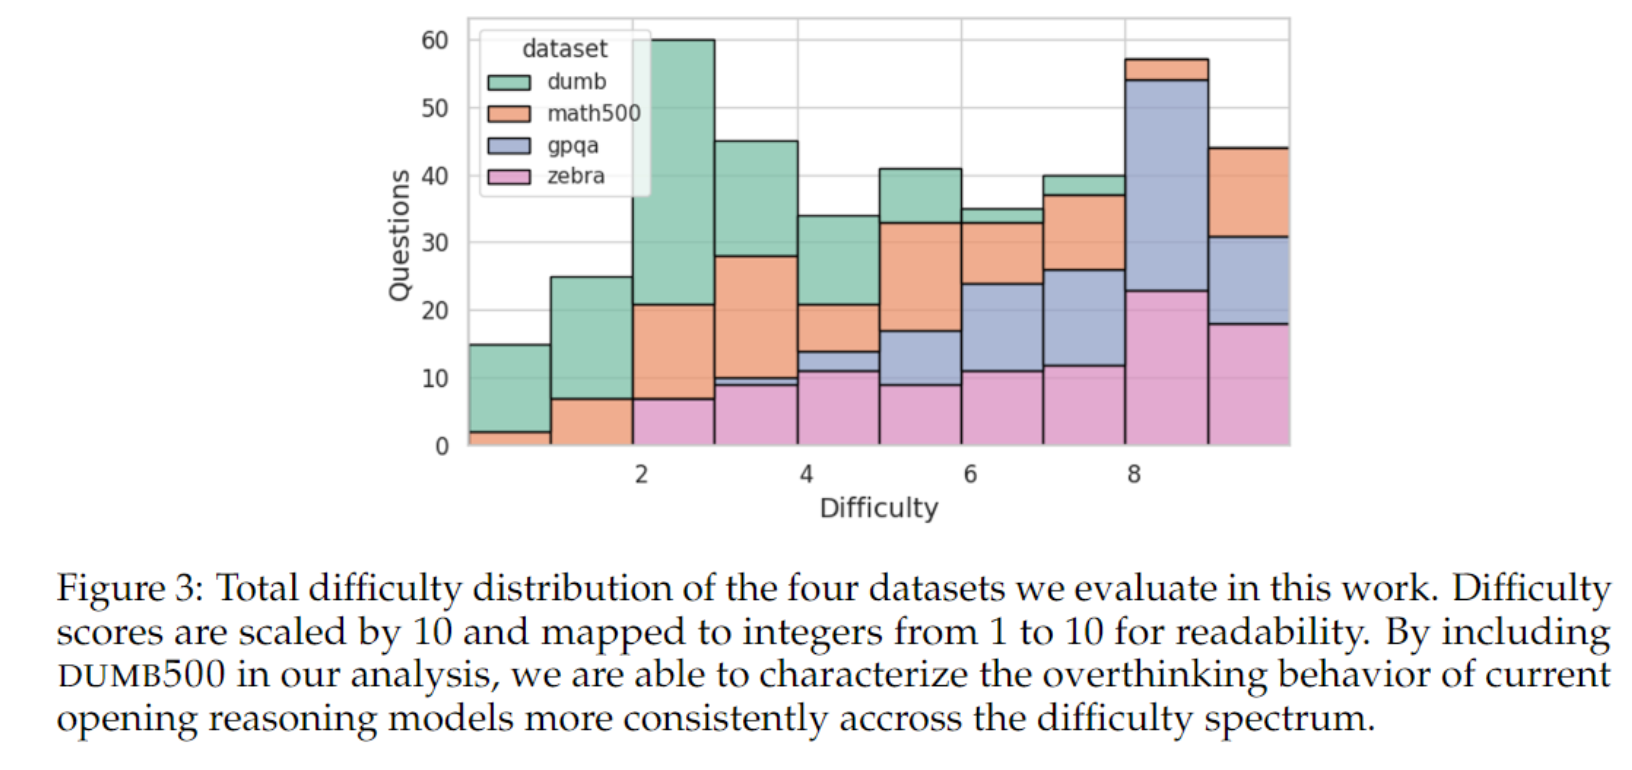 60
50
40
30
20
10
0
Questions
dataset
dumb
math500
gpqa
zebra
2 4 6 8
Difficulty
Figure 3: Total difficulty distribution of the four datasets we evaluate in this work. Difficulty
scores are scaled by 10 and mapped to integers from 1 to 10 for readability. By including
DUMB500 in our analysis, we are able to characterize the overthinking behavior of current
opening reasoning models more consistently accross the difficulty spectrum.